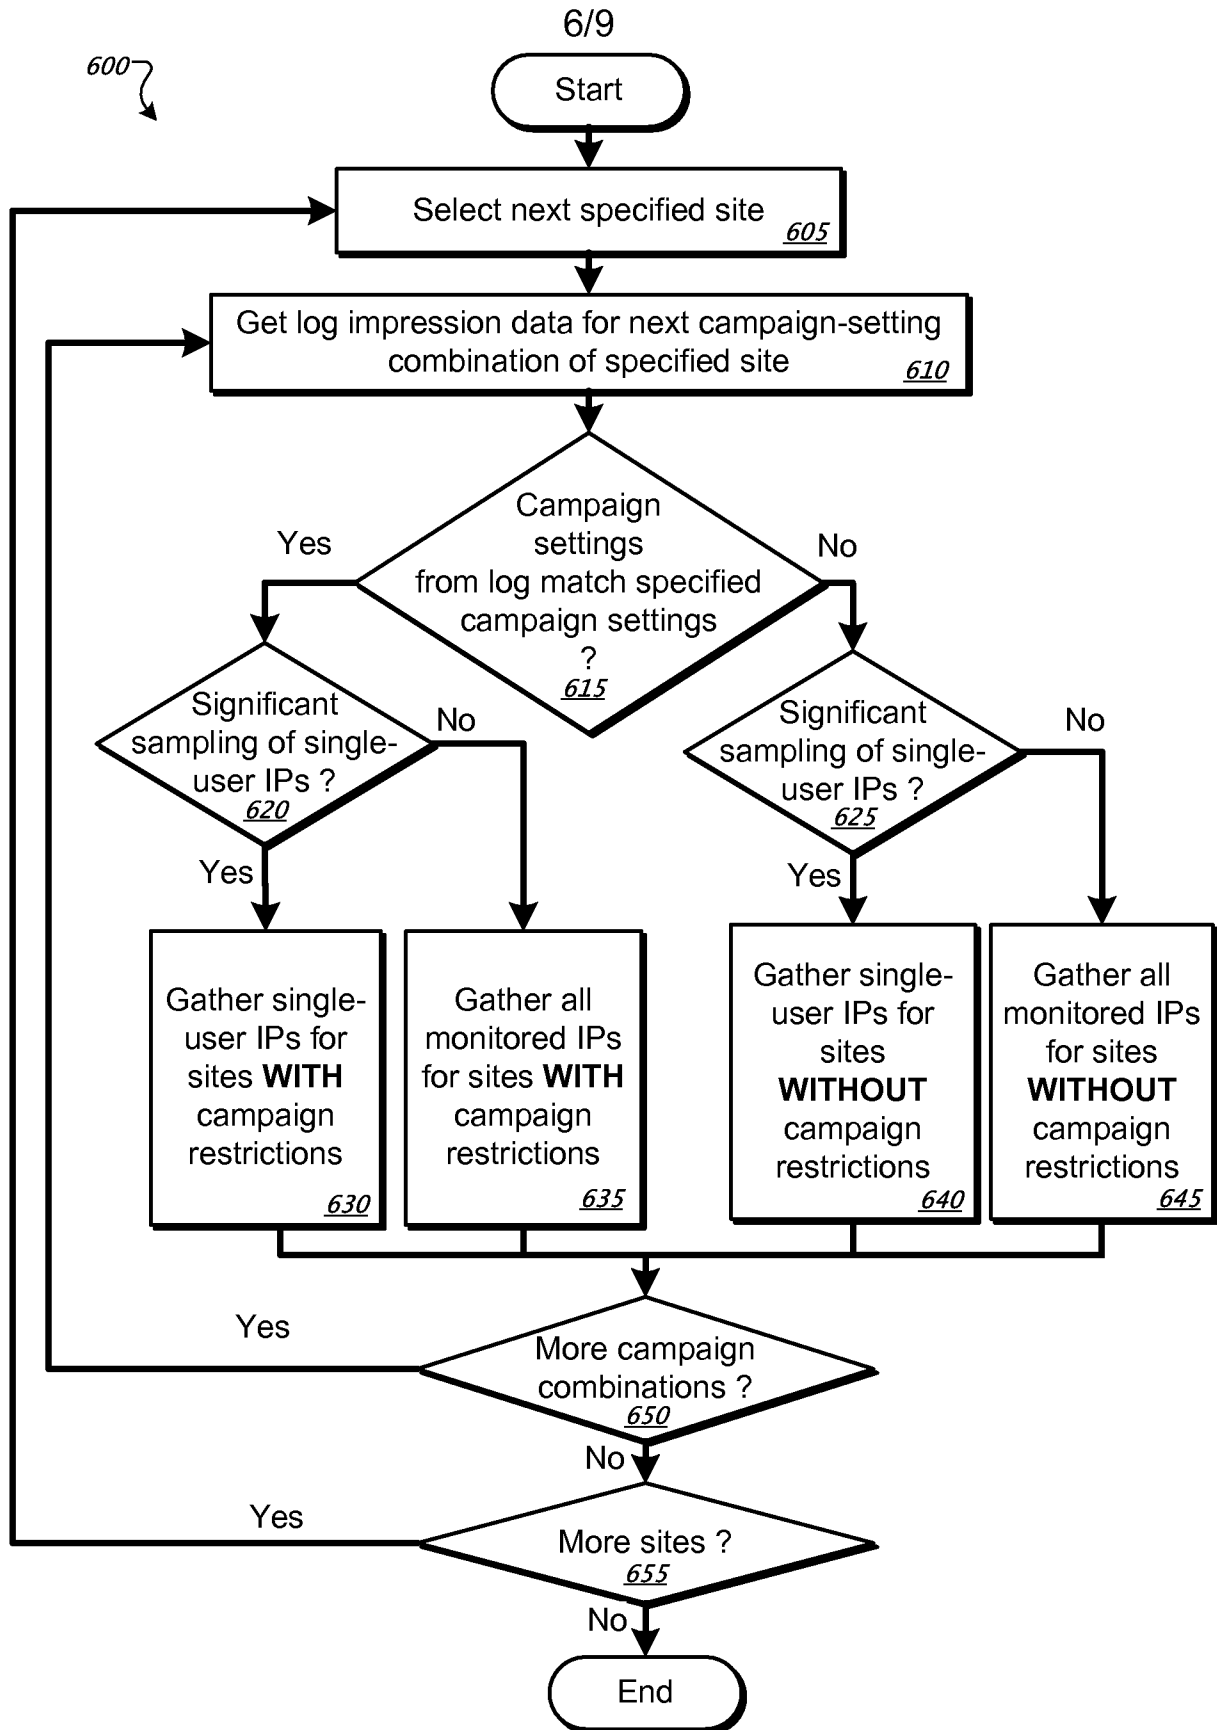 6/9
600
Start
Select next specified site
605
Get log impression data for next campaign-setting
combination of specified site
610
Campaign
settings
from log match specified
campaign settings
?
615
Yes
No
Significant
sampling of single-
user IPs ?
620
No
Yes
Significant
sampling of single-
user IPs ?
625
No
Yes
Gather single-
user IPs for
sites WITH
campaign
restrictions
630
Gather all
monitored IPs
for sites WITH
campaign
restrictions
635
Gather single-
user IPs for
sites
WITHOUT
campaign
restrictions
640
Gather all
monitored IPs
for sites
WITHOUT
campaign
restrictions
645
Yes
More campaign
combinations ?
650
No
Yes
More sites ?
655
No
End